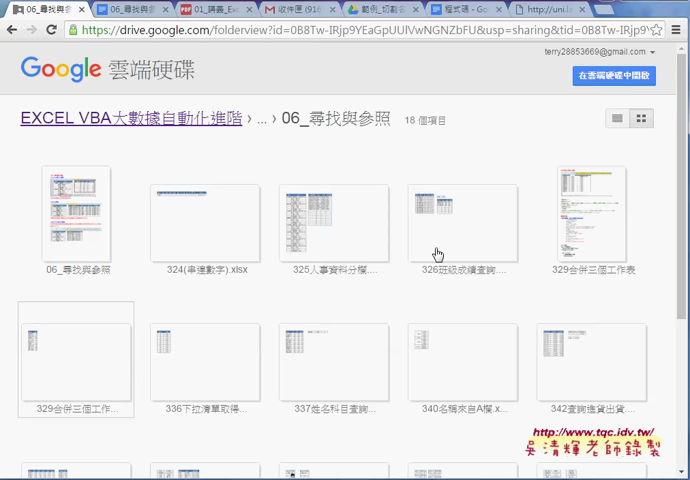 06_尋找與參
06_尋找與參照
01_講義_Exc
收件匣 (918
範例_切割名
程式碼 - Goo
http://uni.la
https://drive.google.com/folderview?id=0B8Tw-IRjp9YEaGpUUlVwNGNZbFU&usp=sharing&tid=0B8Tw-IRjp9Y
terry28853669@gmail.com
Google 雲端硬碟
在雲端硬碟中開啟
EXCEL VBA大數據自動化進階 › ... › 06_尋找與參照 18 個項目
06_尋找與參照
324(串連數字).xlsx
325人事資料分欄....
326班級成績查詢....
329合併三個工作表
329合併三個工作...
336下拉清單取得...
337姓名科目查詢...
340名稱來自A欄.x...
342查詢進貨出貨....
http://www.tqc.idv.tw/
吳清輝老師錄製